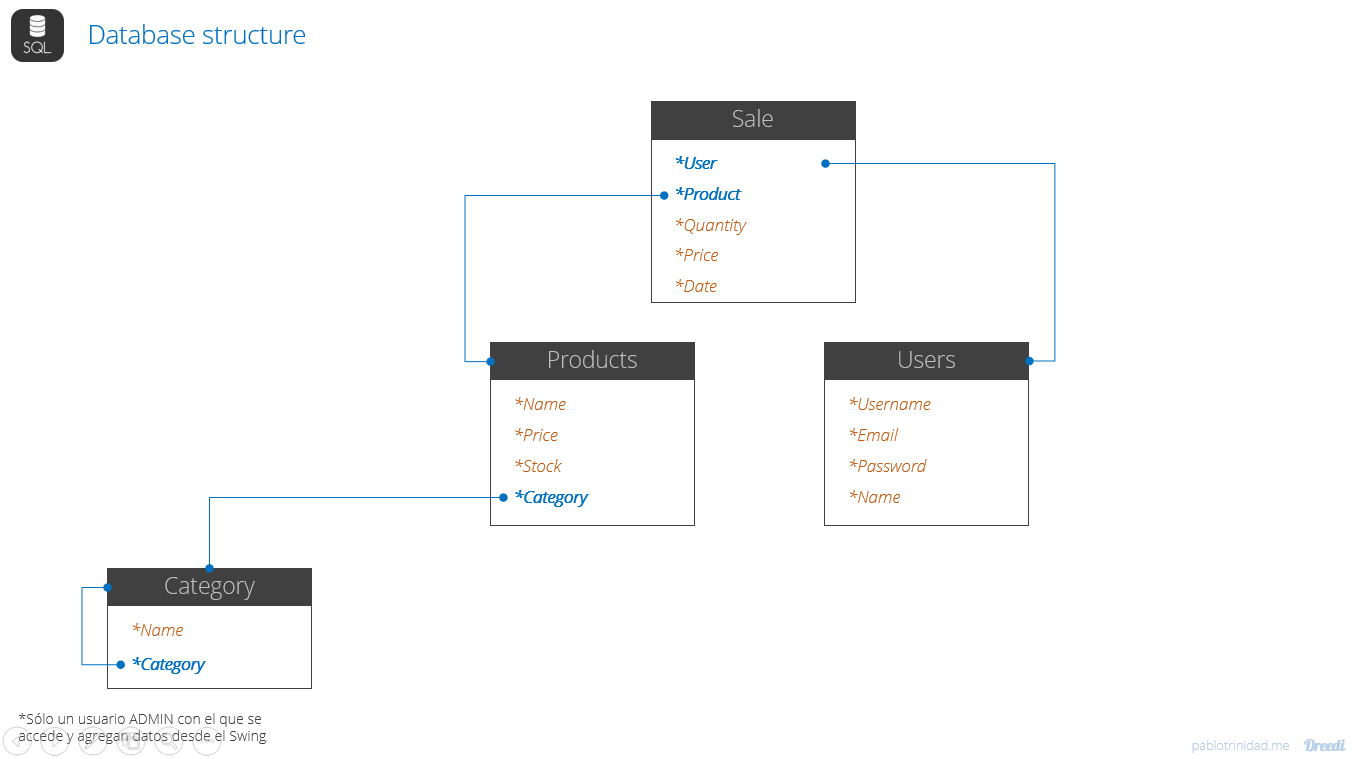 SQL
Database structure
Sale
*User
*Product
*Quantity
*Price
*Date
Products
*Name
*Price
*Stock
*Category
Users
*Username
*Email
*Password
*Name
Category
*Name
*Category
*Sólo un usuario ADMIN con el que se
accede y agregan datos desde el Swing
pablotrinidad.me
Dreedi